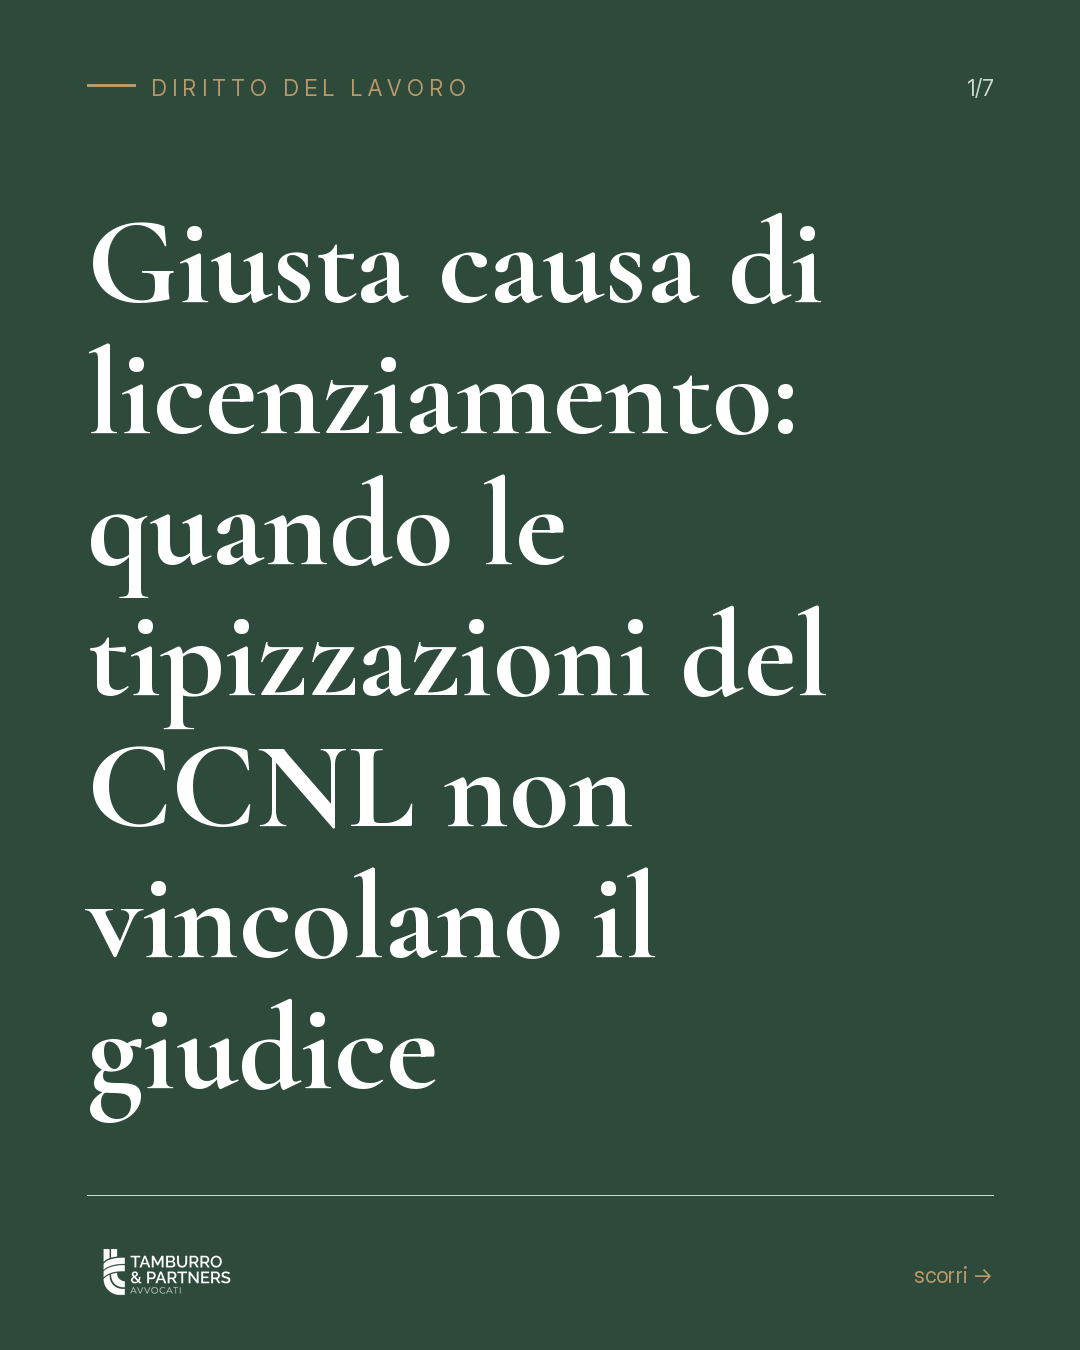 DIRITTO DEL LAVORO
1/7
Giusta causa di
licenziamento:
quando le
tipizzazioni del
CCNL non
vincolano il
giudice
TAMBURRO
& PARTNERS
AVVOCATI
scorri →